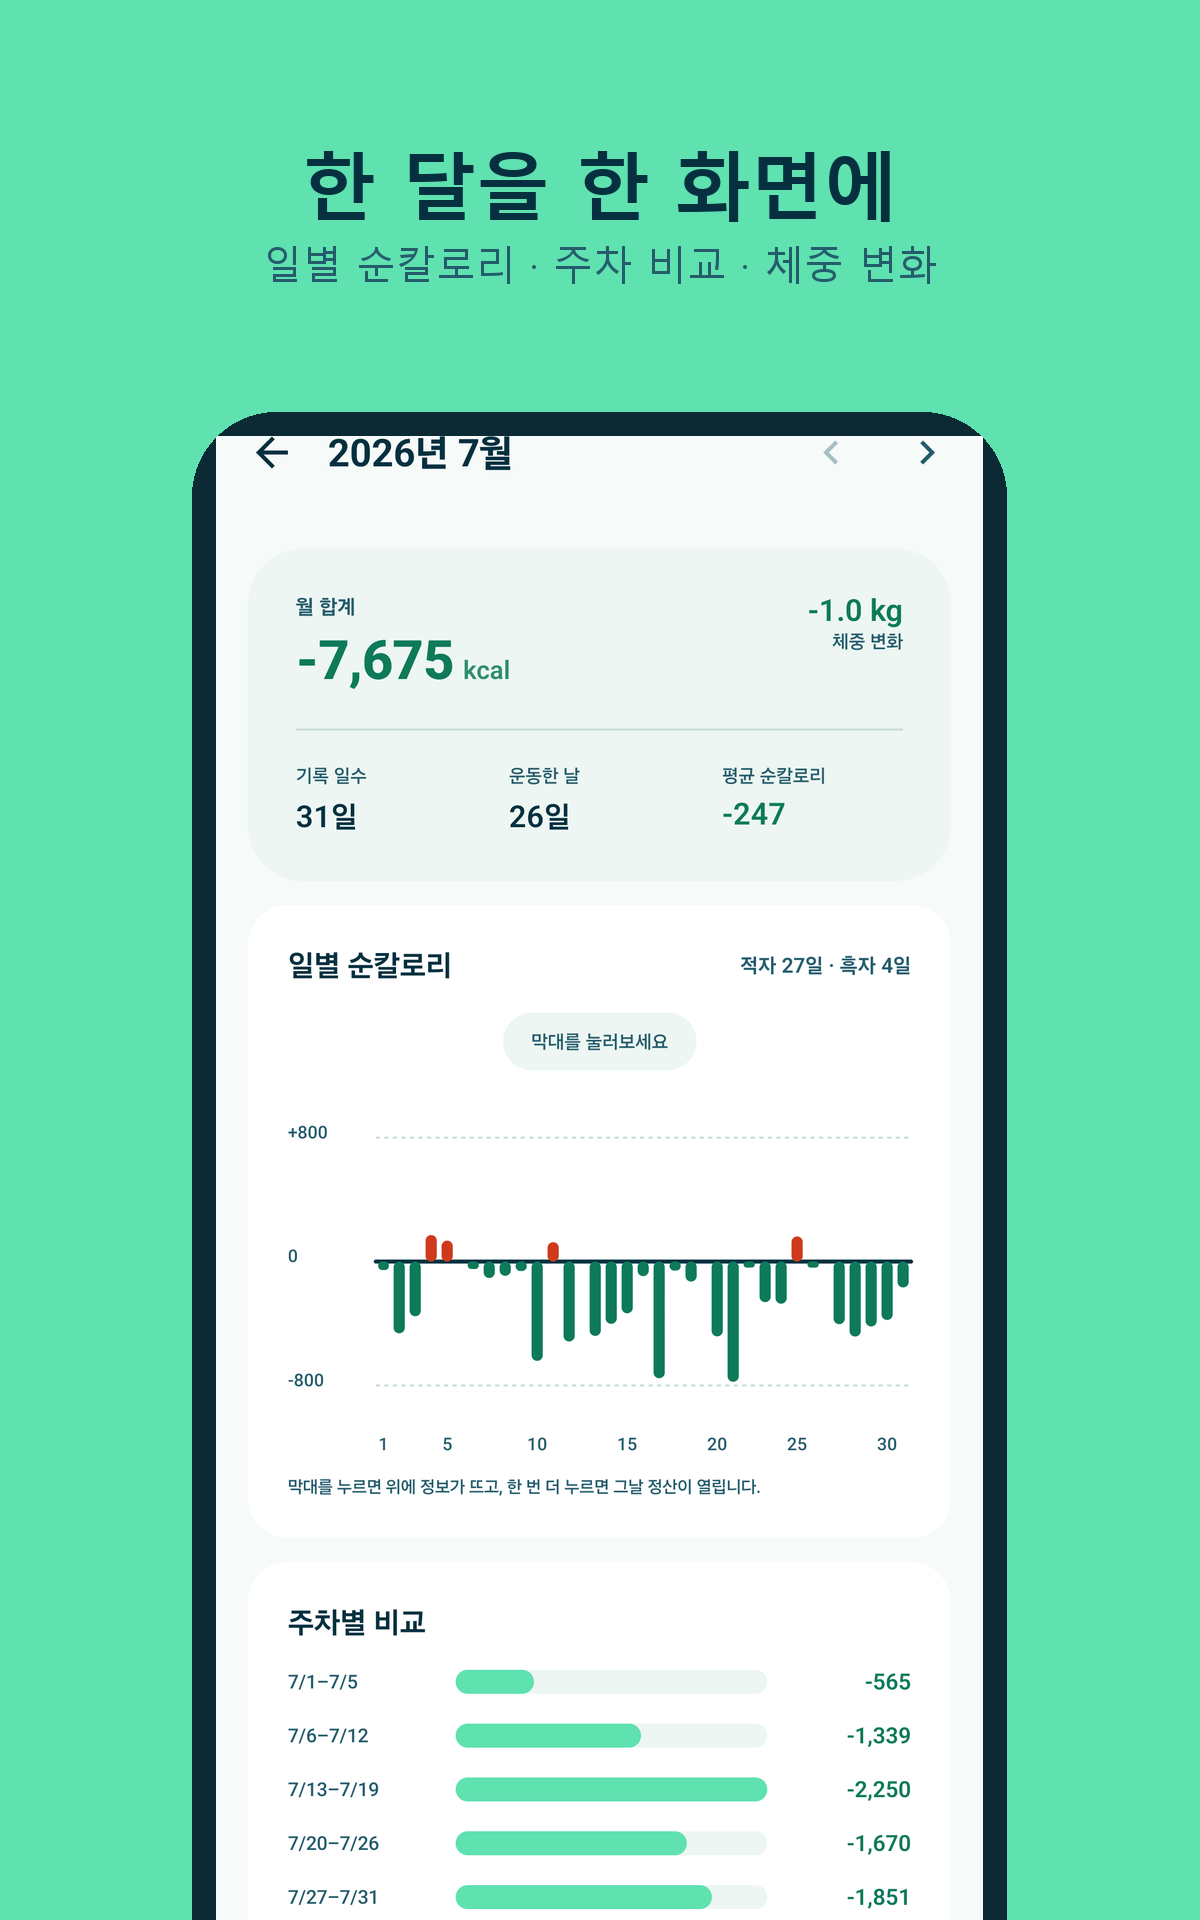 한 달을 한 화면에
일별 순칼로리 · 주차 비교 · 체중 변화
2026년 7월
월 합계
-7,675 kcal
-1.0 kg
체중 변화
기록 일수
31일
운동한 날
26일
평균 순칼로리
-247
일별 순칼로리
적자 27일 · 흑자 4일
막대를 눌러보세요
+800
0
-800
1 5 10 15 20 25 30
막대를 누르면 위에 정보가 뜨고, 한 번 더 누르면 그날 정산이 열립니다.
주차별 비교
7/1–7/5 -565
7/6–7/12 -1,339
7/13–7/19 -2,250
7/20–7/26 -1,670
7/27–7/31 -1,851